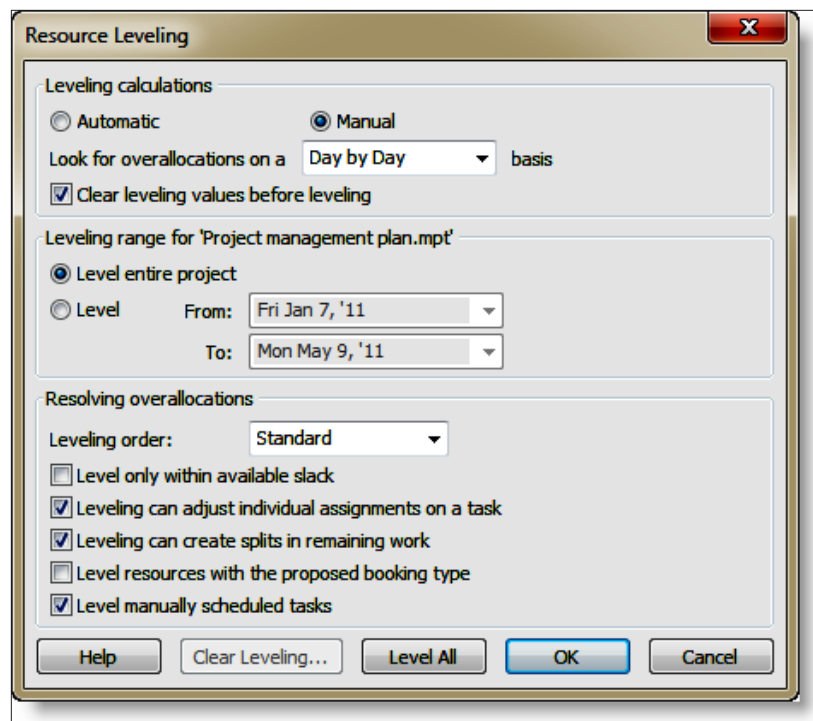 Resource Leveling
Leveling calculations
Automatic Manual
Look for overallocations on a Day by Day basis
Clear leveling values before leveling
Leveling range for 'Project management plan.mpt'
Level entire project
Level From: Fri Jan 7, '11
To: Mon May 9, '11
Resolving overallocations
Leveling order: Standard
Level only within available slack
Leveling can adjust individual assignments on a task
Leveling can create splits in remaining work
Level resources with the proposed booking type
Level manually scheduled tasks
Help Clear Leveling... Level All OK Cancel